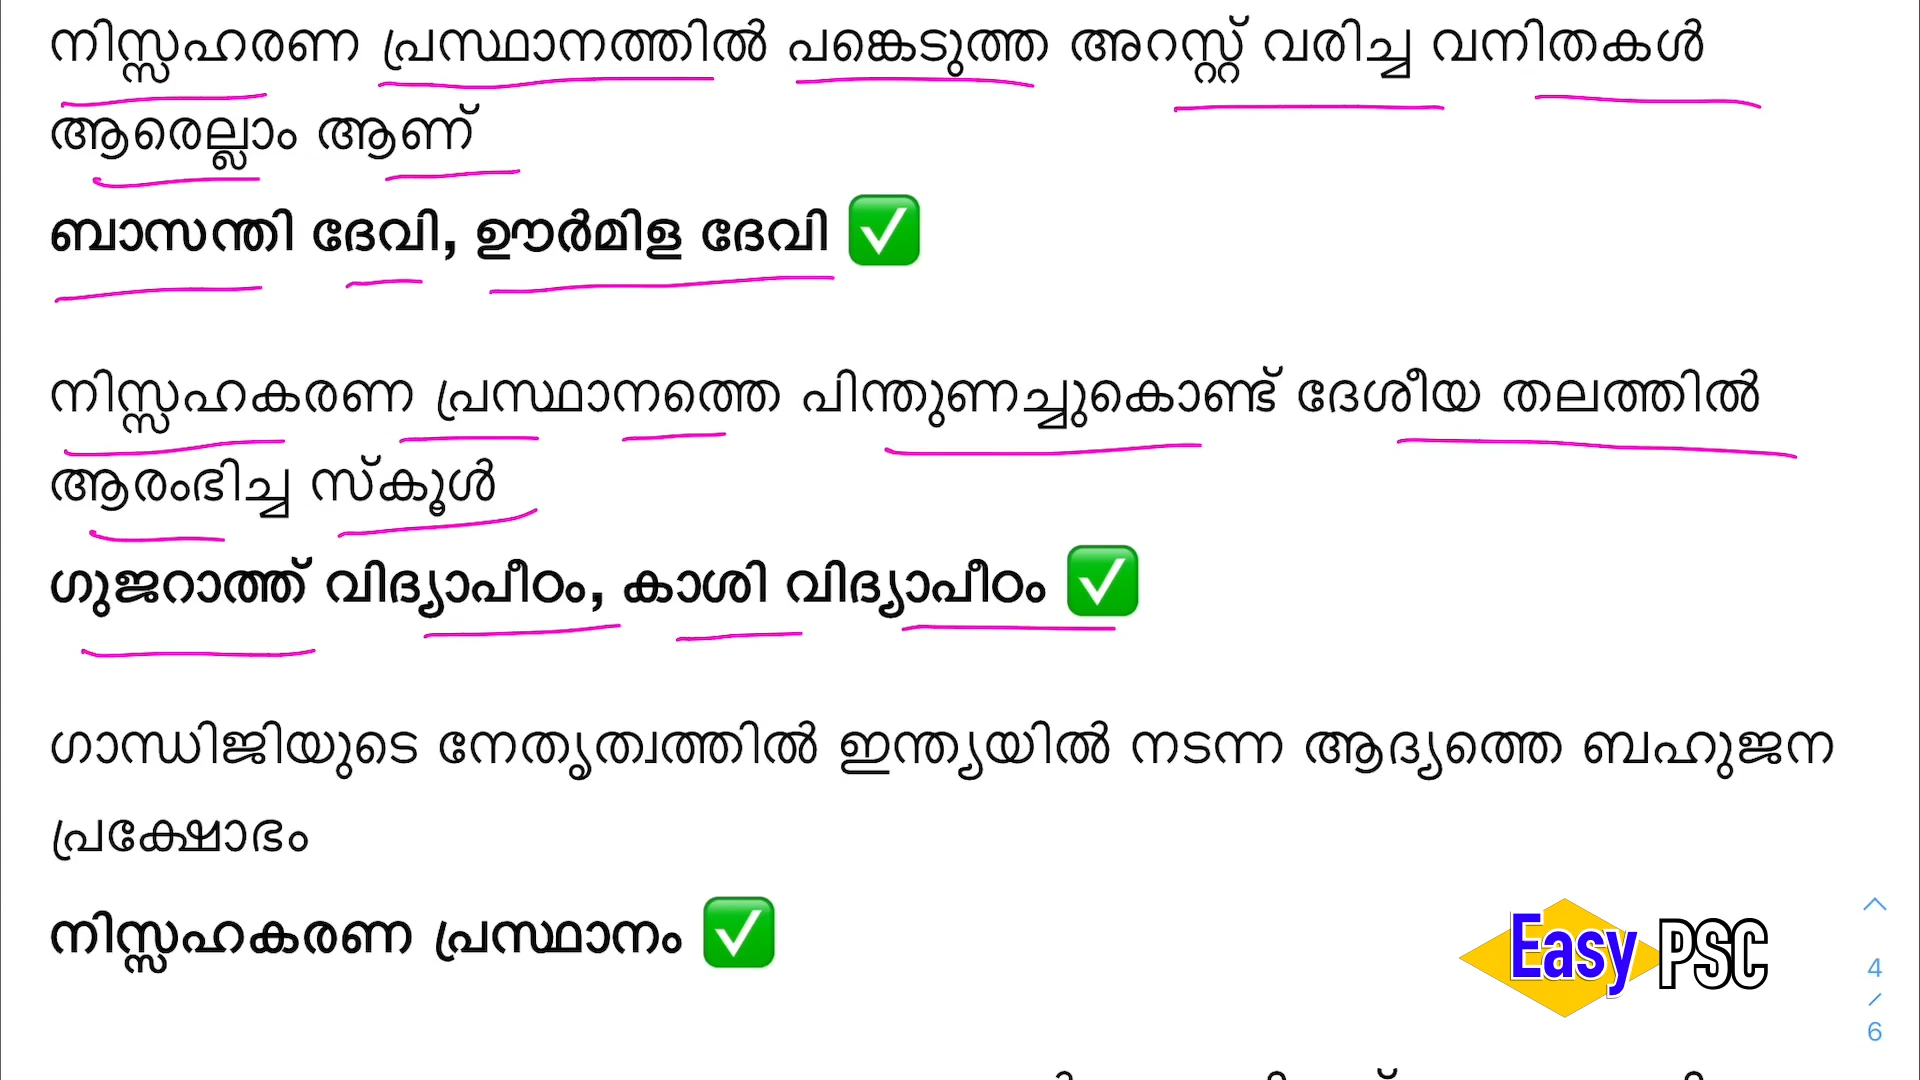 നിസ്സഹരണ പ്രസ്ഥാനത്തിൽ പങ്കെടുത്ത അറസ്റ്റ് വരിച്ച വനിതകൾ
ആരെല്ലാം ആണ്
ബാസന്തി ദേവി, ഊർമിള ദേവി ✅
നിസ്സഹകരണ പ്രസ്ഥാനത്തെ പിന്തുണച്ചുകൊണ്ട് ദേശീയ തലത്തിൽ
ആരംഭിച്ച സ്കൂൾ
ഗുജറാത്ത് വിദ്യാപീഠം, കാശി വിദ്യാപീഠം ✅
ഗാന്ധിജിയുടെ നേതൃത്വത്തിൽ ഇന്ത്യയിൽ നടന്ന ആദ്യത്തെ ബഹുജന
പ്രക്ഷോഭം
നിസ്സഹകരണ പ്രസ്ഥാനം ✅
Easy PSC
4
/
6